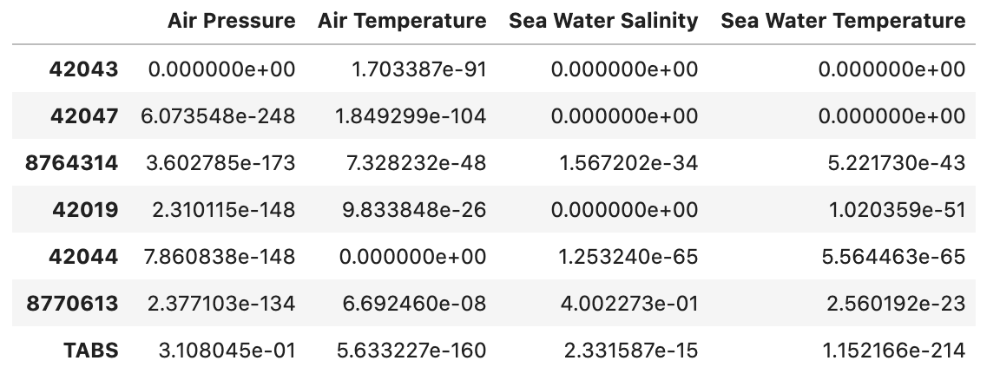 Air Pressure Air Temperature Sea Water Salinity Sea Water Temperature
42043 0.000000e+00 1.703387e-91 0.000000e+00 0.000000e+00
42047 6.073548e-248 1.849299e-104 0.000000e+00 0.000000e+00
8764314 3.602785e-173 7.328232e-48 1.567202e-34 5.221730e-43
42019 2.310115e-148 9.833848e-26 0.000000e+00 1.020359e-51
42044 7.860838e-148 0.000000e+00 1.253240e-65 5.564463e-65
8770613 2.377103e-134 6.692460e-08 4.002273e-01 2.560192e-23
TABS 3.108045e-01 5.633227e-160 2.331587e-15 1.152166e-214